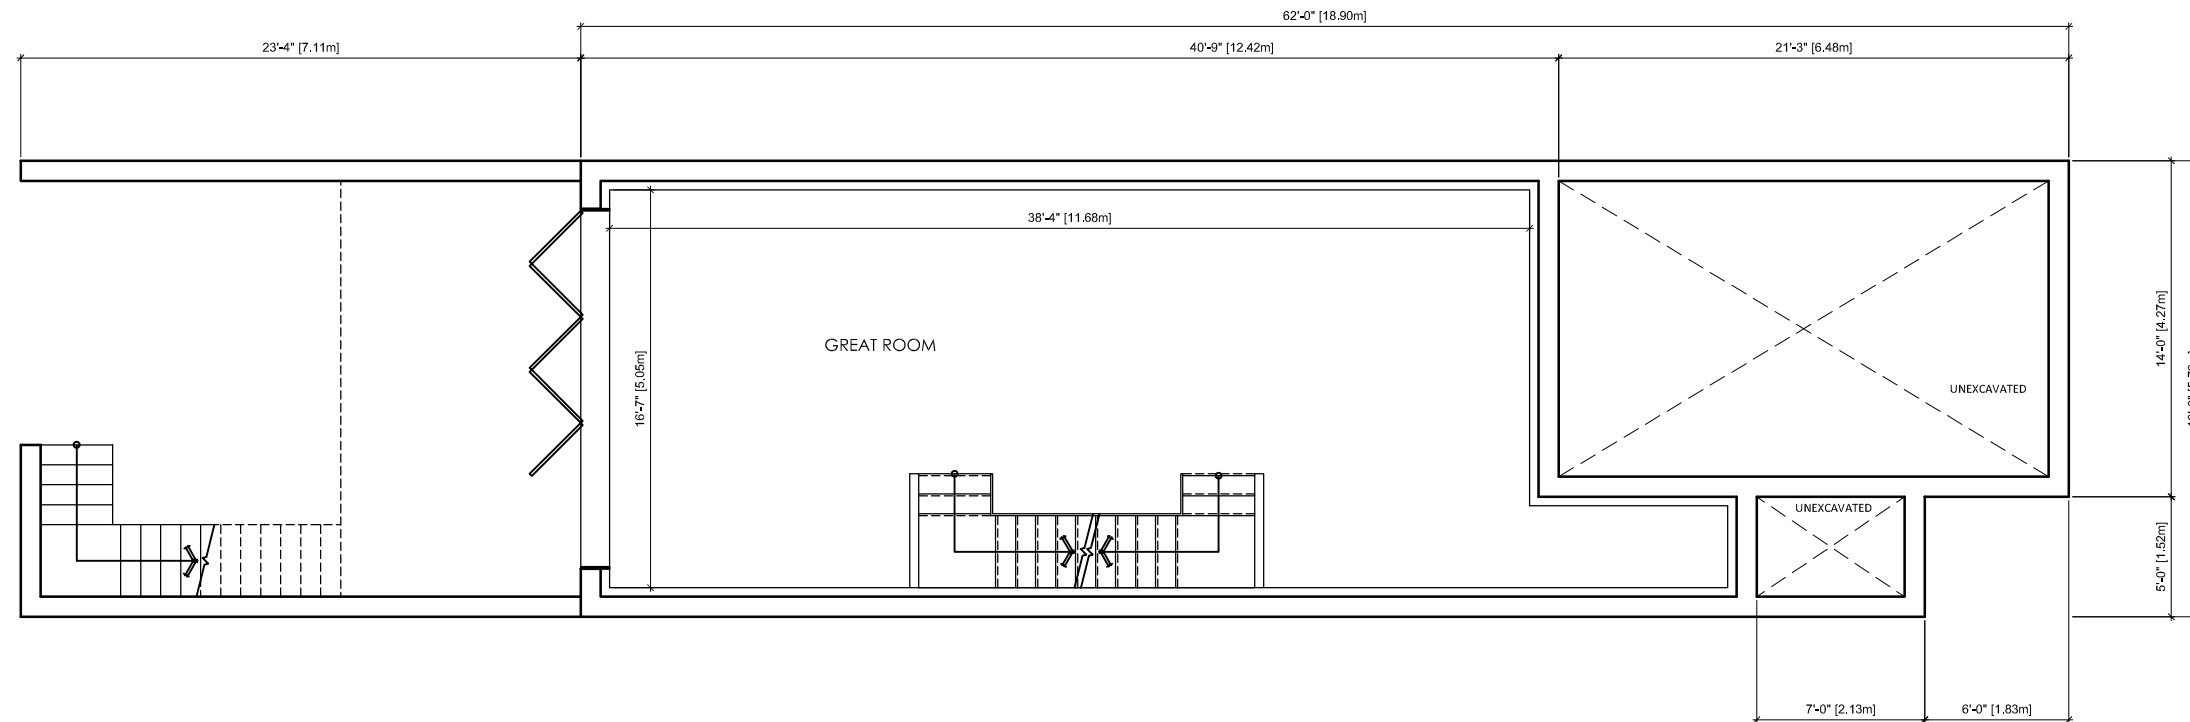 62'-0" [18.90m]
23'-4" [7.11m]
40'-9" [12.42m]
21'-3" [6.48m]
38'-4" [11.68m]
16'-7" [5.05m]
GREAT ROOM
14'-0" [4.27m]
UNEXCAVATED
UNEXCAVATED
5'-0" [1.52m]
7'-0" [2.13m]
6'-0" [1.83m]